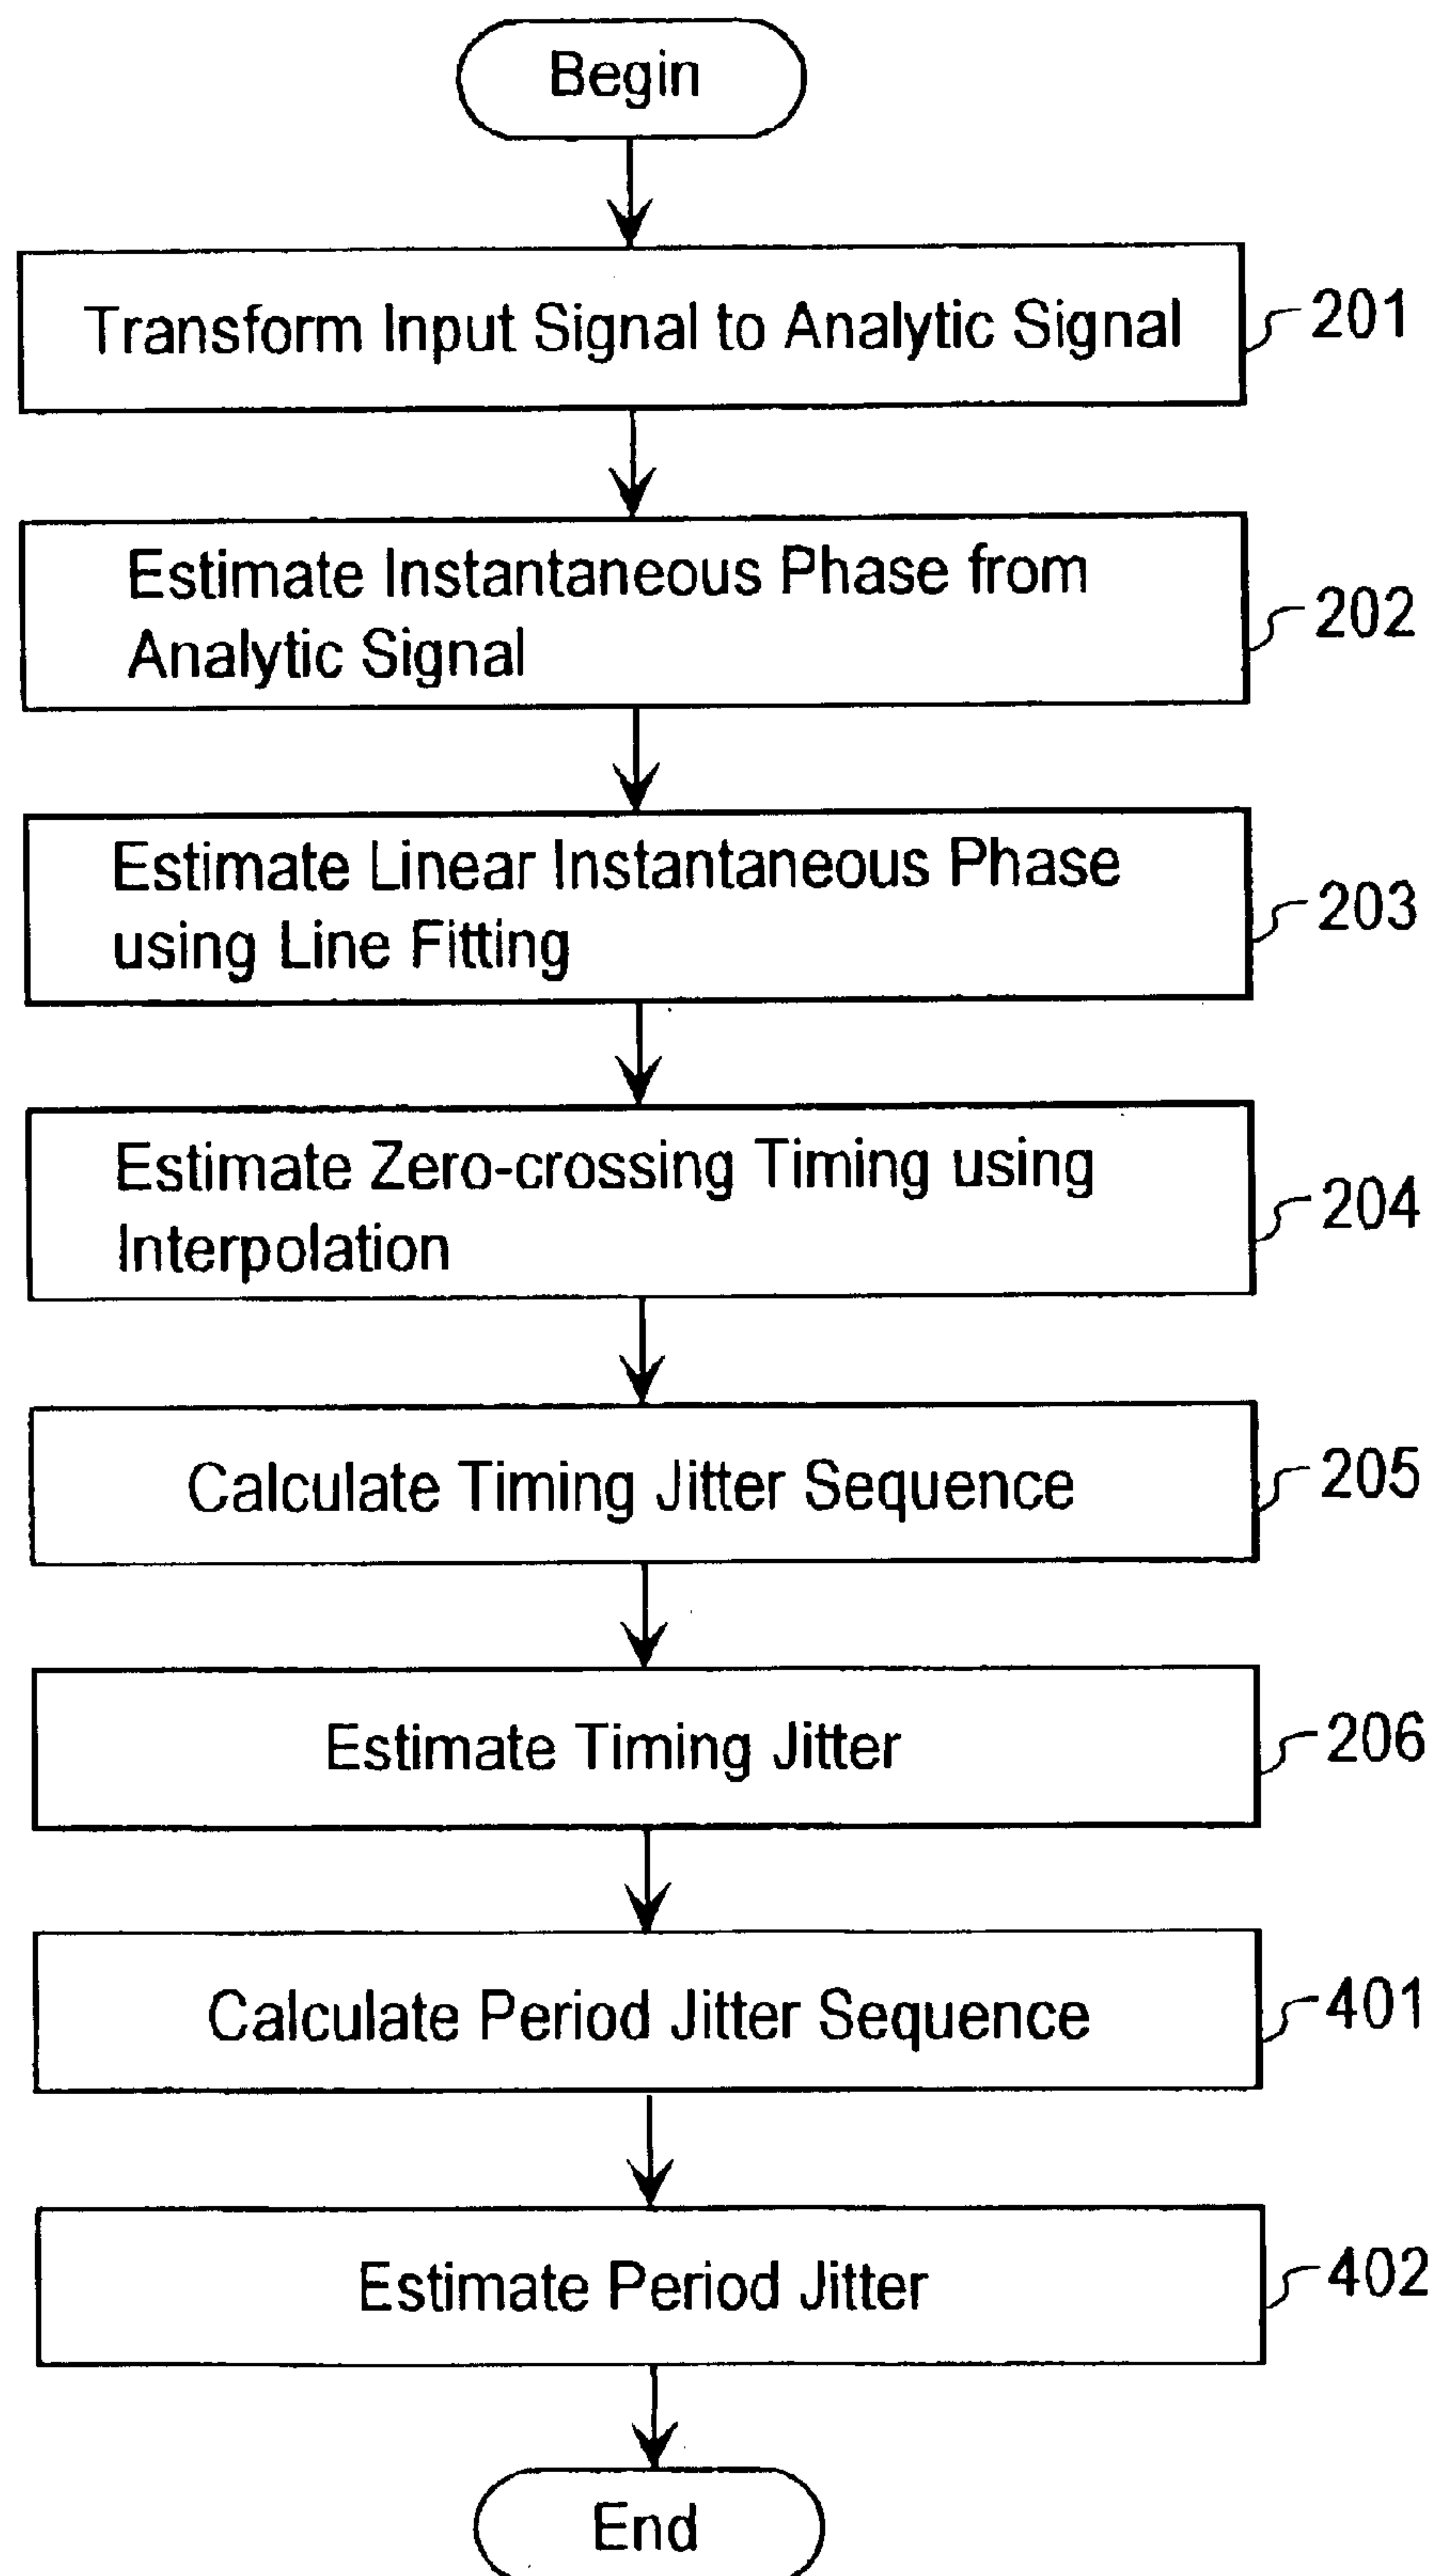 Begin
Transform Input Signal to Analytic Signal
201
Estimate Instantaneous Phase from
Analytic Signal
202
Estimate Linear Instantaneous Phase
using Line Fitting
203
Estimate Zero-crossing Timing using
Interpolation
204
Calculate Timing Jitter Sequence
205
Estimate Timing Jitter
206
Calculate Period Jitter Sequence
401
Estimate Period Jitter
402
End